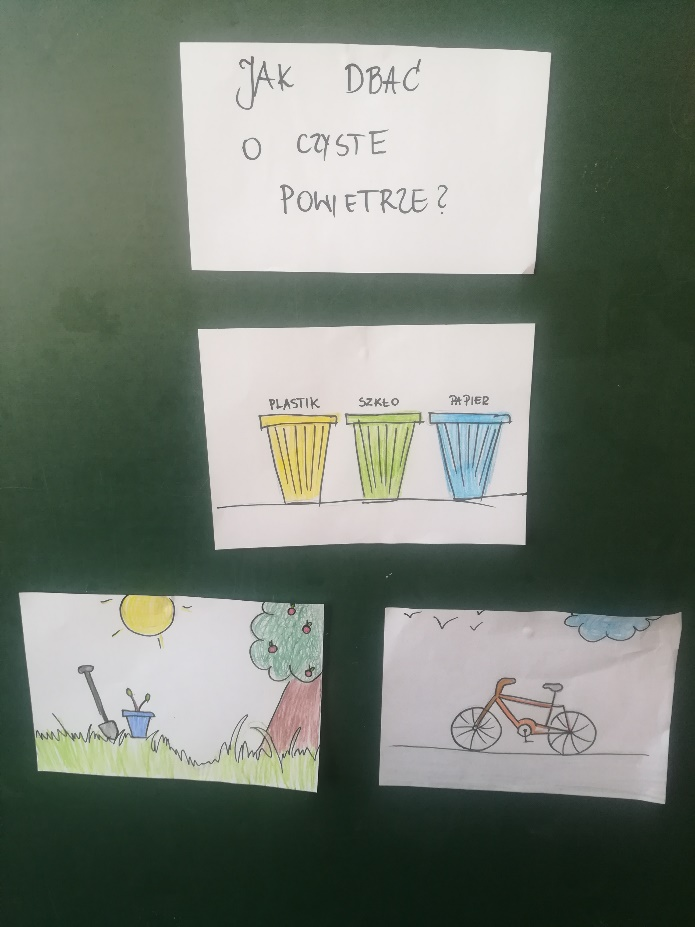 JAK DBAĆ
O CZYSTE
POWIETRZE?
PLASTIK SZKŁO PAPIER